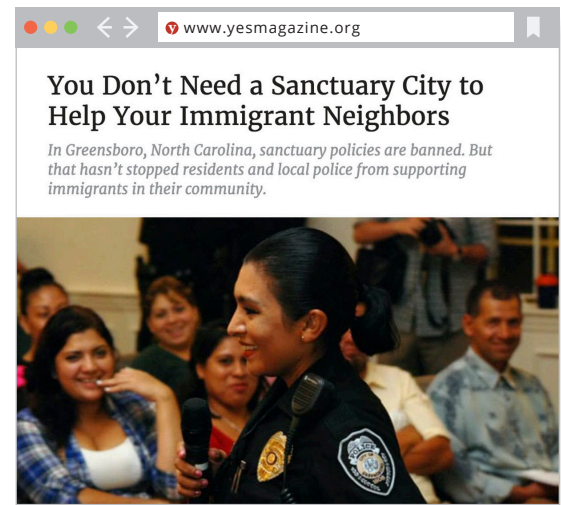 www.yesmagazine.org
You Don’t Need a Sanctuary City to
Help Your Immigrant Neighbors
In Greensboro, North Carolina, sanctuary policies are banned. But
that hasn’t stopped residents and local police from supporting
immigrants in their community.
POLICE